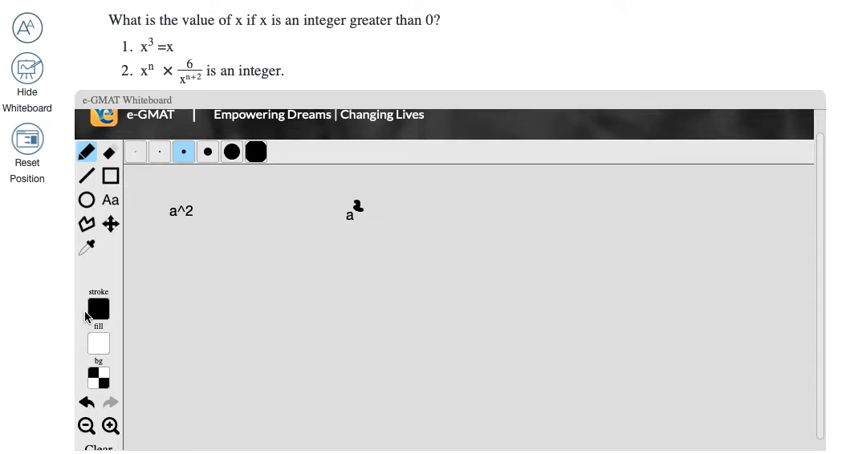 What is the value of x if x is an integer greater than 0?
1. x³ =x
2. xⁿ × 6/xⁿ⁺² is an integer.
AA
Hide
Whiteboard
Reset
Position
e-GMAT Whiteboard
e e-GMAT | Empowering Dreams | Changing Lives
Aa
a^2
a²
stroke
fill
bg
Clear